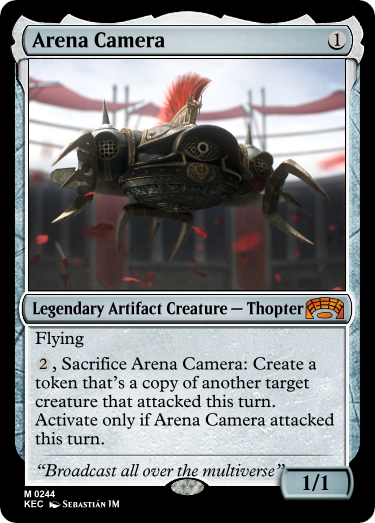 Arena Camera 1
Legendary Artifact Creature — Thopter
Flying
2, Sacrifice Arena Camera: Create a
token that's a copy of another target
creature that attacked this turn.
Activate only if Arena Camera attacked
this turn.
“Broadcast all over the multiverse”
1/1
M 0244
KEC Sebastián JM